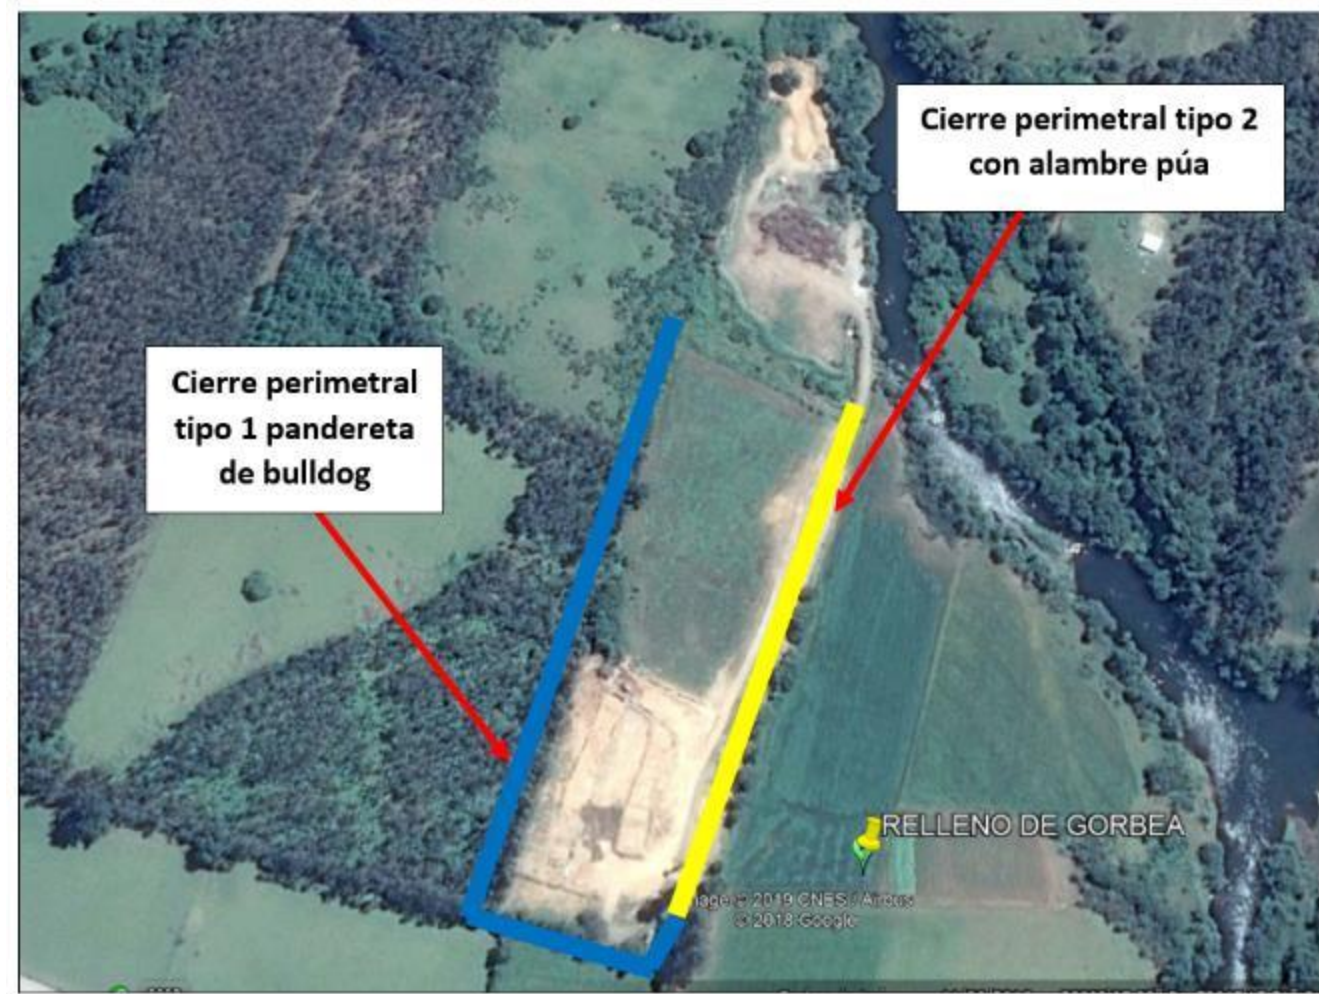 Cierre perimetral tipo 2
con alambre púa
Cierre perimetral
tipo 1 pandereta
de bulldog
RELLENO DE GORBEA
© 2019 CNES / Airbus
© 2018 Google